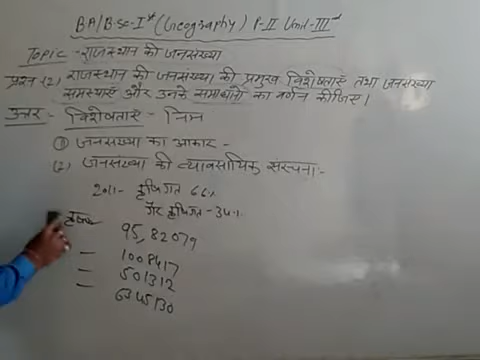 BA/B.Sc-Ist (Geography) P-II Unit-IIIrd
Topic - राजस्थान की जनसंख्या
प्रश्न (2) राजस्थान की जनसंख्या की प्रमुख विशेषताएँ तथा जनसंख्या
समस्याएँ और उनके समाधानों का वर्णन कीजिए।
उत्तर - विशेषताएँ - निम्न
① जनसंख्या का आकार -
(2) जनसंख्या की व्यावसायिक संरचना:-
2011- कृषिगत 66%
गैर कृषिगत - 34%
95,82079
- 1008417
- 501312
- 6345130